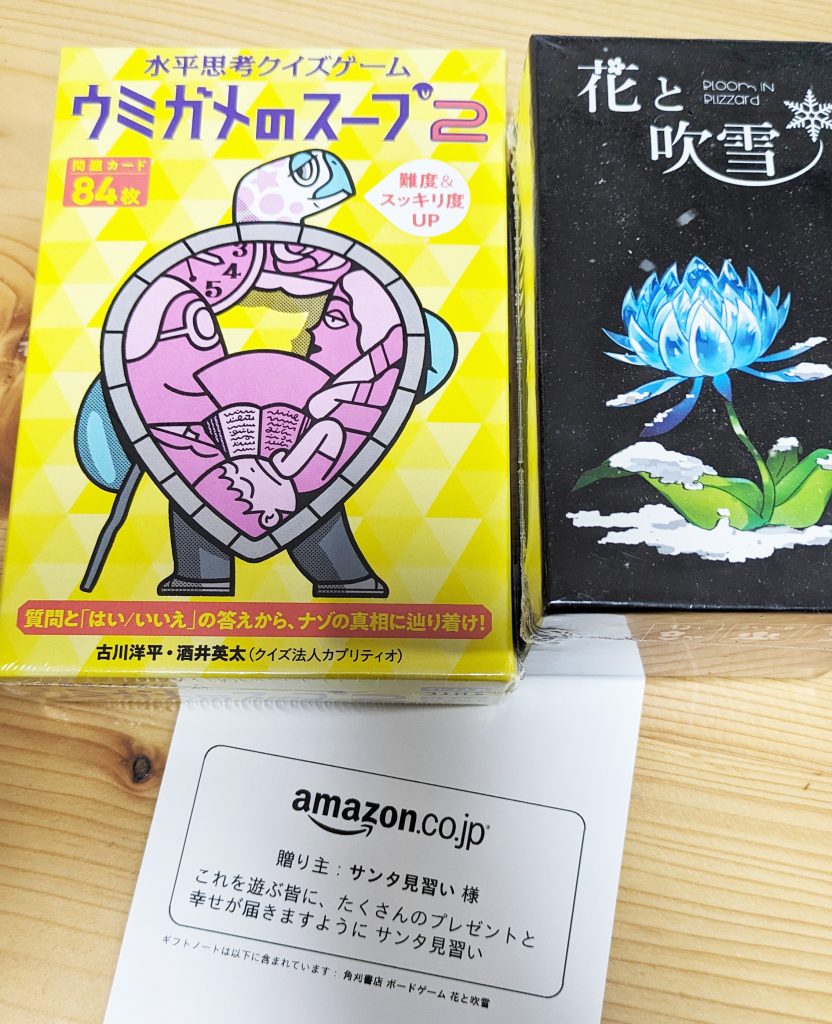 水平思考クイズゲーム
ウミガメのスープ2
問題カード
84枚
難度&
スッキリ度
UP
3
4
5
質問と「はい/いいえ」の答えから、ナゾの真相に辿り着け!
古川洋平・酒井英太(クイズ法人カプリティオ)
花と
吹雪
BLOOM IN
BLIZZARD
amazon.co.jp
贈り主: サンタ見習い 様
これを遊ぶ皆に、たくさんのプレゼントと
幸せが届きますように サンタ見習い
ギフトノートは以下に含まれています: 角刈書店 ボードゲーム 花と吹雪